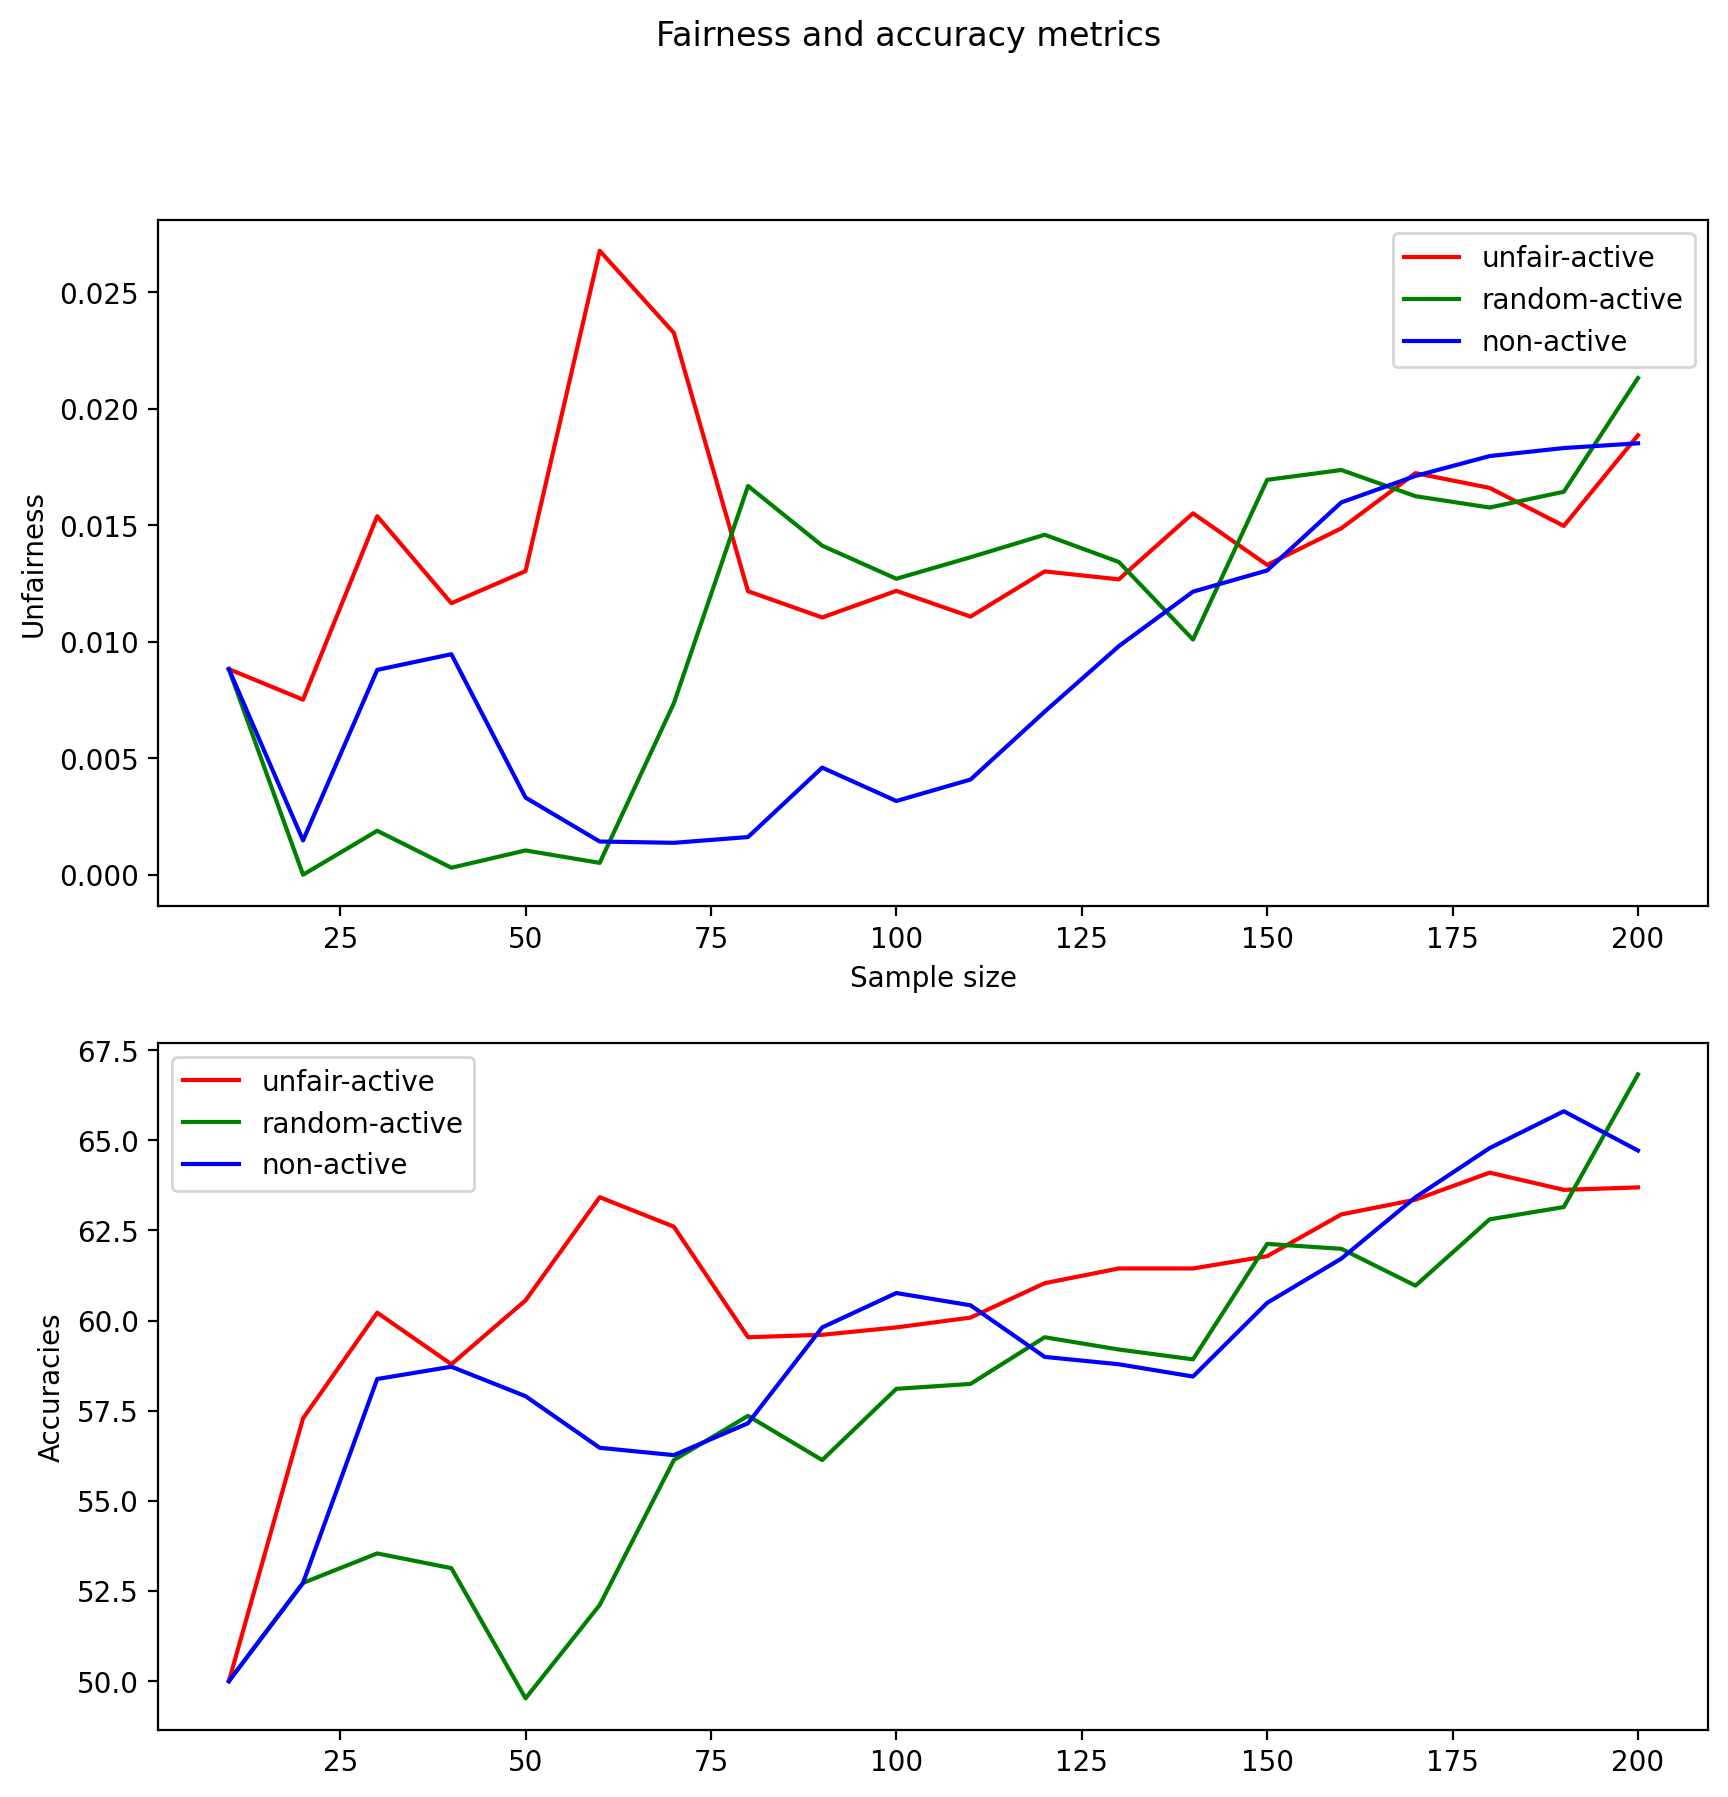 Fairness and accuracy metrics
unfair-active
random-active
non-active
0.025
0.020
0.015
0.010
0.005
0.000
Unfairness
25 50 75 100 125 150 175 200
Sample size
67.5
65.0
62.5
60.0
57.5
55.0
52.5
50.0
Accuracies
unfair-active
random-active
non-active
25 50 75 100 125 150 175 200